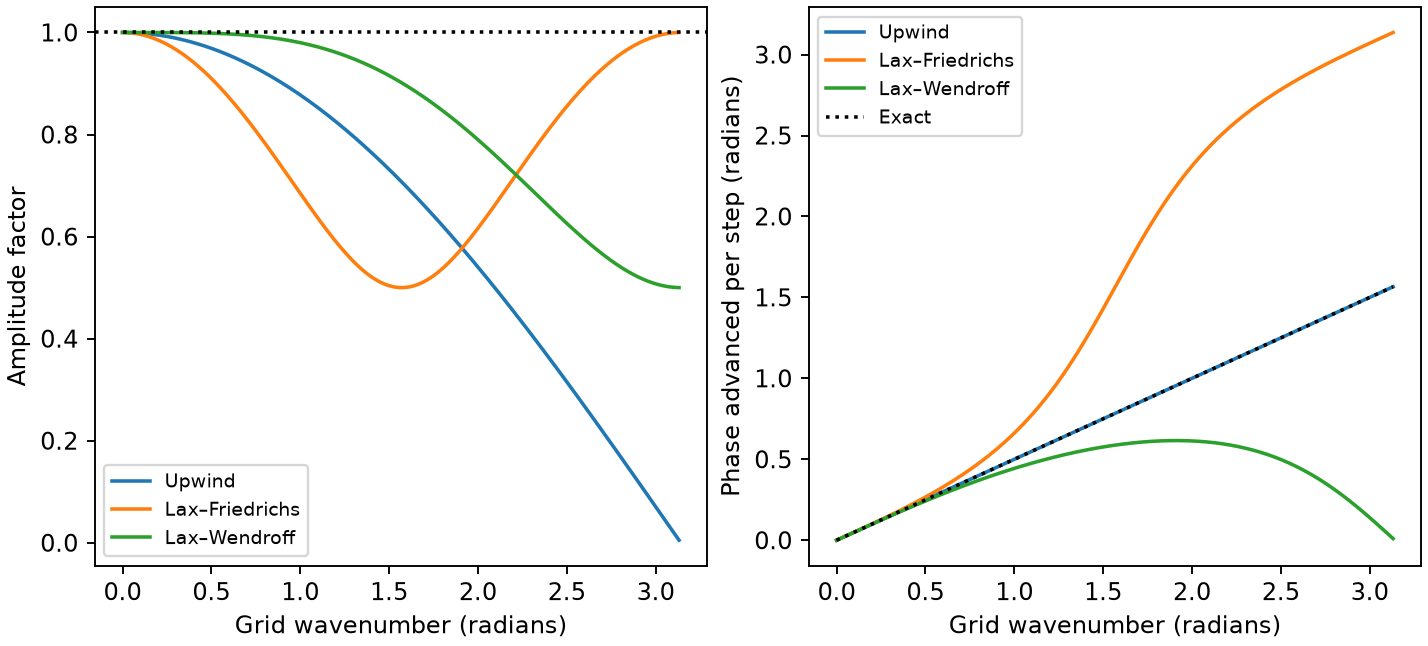 Amplitude factor
1.0
0.8
0.6
0.4
0.2
0.0
Upwind
Lax–Friedrichs
Lax–Wendroff
0.0 0.5 1.0 1.5 2.0 2.5 3.0
Grid wavenumber (radians)
Phase advanced per step (radians)
3.0
2.5
2.0
1.5
1.0
0.5
0.0
Upwind
Lax–Friedrichs
Lax–Wendroff
Exact
0.0 0.5 1.0 1.5 2.0 2.5 3.0
Grid wavenumber (radians)